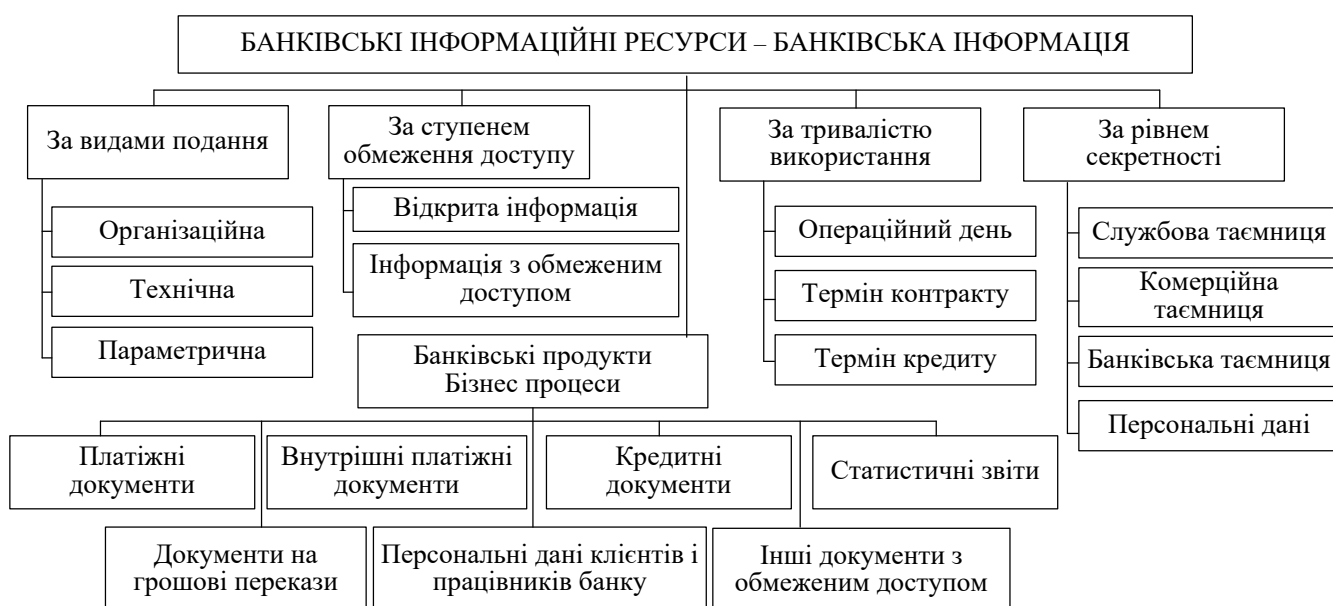 БАНКІВСЬКІ ІНФОРМАЦІЙНІ РЕСУРСИ – БАНКІВСЬКА ІНФОРМАЦІЯ
За видами подання
Організаційна
Технічна
Параметрична
За ступенем
обмеження доступу
Відкрита інформація
Інформація з обмеженим
доступом
За тривалістю
використання
Операційний день
Термін контракту
Термін кредиту
За рівнем
секретності
Службова таємниця
Комерційна
таємниця
Банківська таємниця
Персональні дані
Банківські продукти
Бізнес процеси
Платіжні
документи
Внутрішні платіжні
документи
Кредитні
документи
Статистичні звіти
Документи на
грошові перекази
Персональні дані клієнтів і
працівників банку
Інші документи з
обмеженим доступом